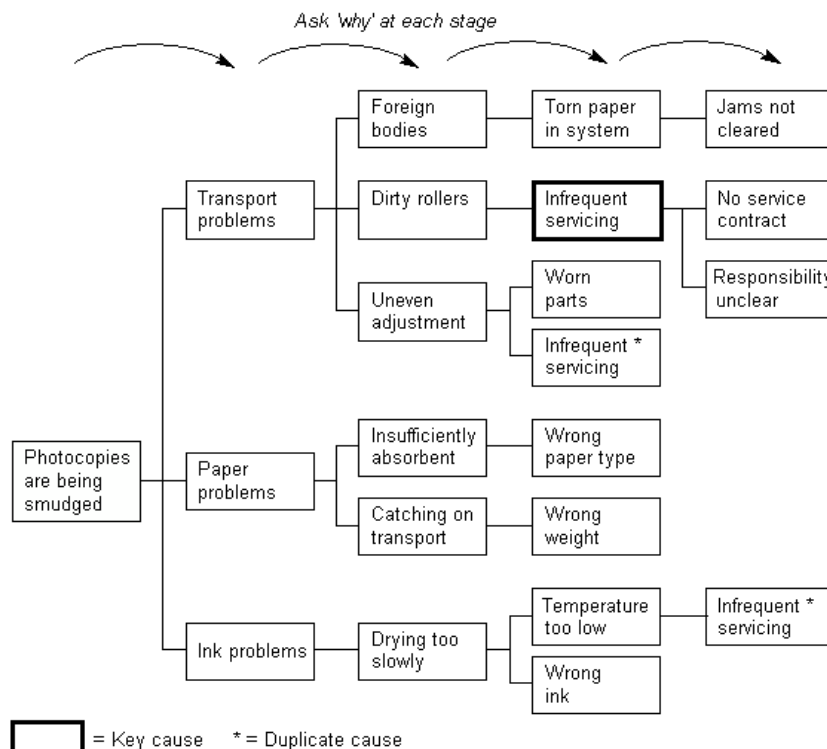 Ask 'why' at each stage
Foreign
bodies
Torn paper
in system
Jams not
cleared
Transport
problems
Dirty rollers
Infrequent
servicing
No service
contract
Responsibility
unclear
Uneven
adjustment
Worn
parts
Infrequent *
servicing
Photocopies
are being
smudged
Paper
problems
Insufficiently
absorbent
Wrong
paper type
Catching on
transport
Wrong
weight
Ink problems
Drying too
slowly
Temperature
too low
Infrequent *
servicing
Wrong
ink
= Key cause * = Duplicate cause